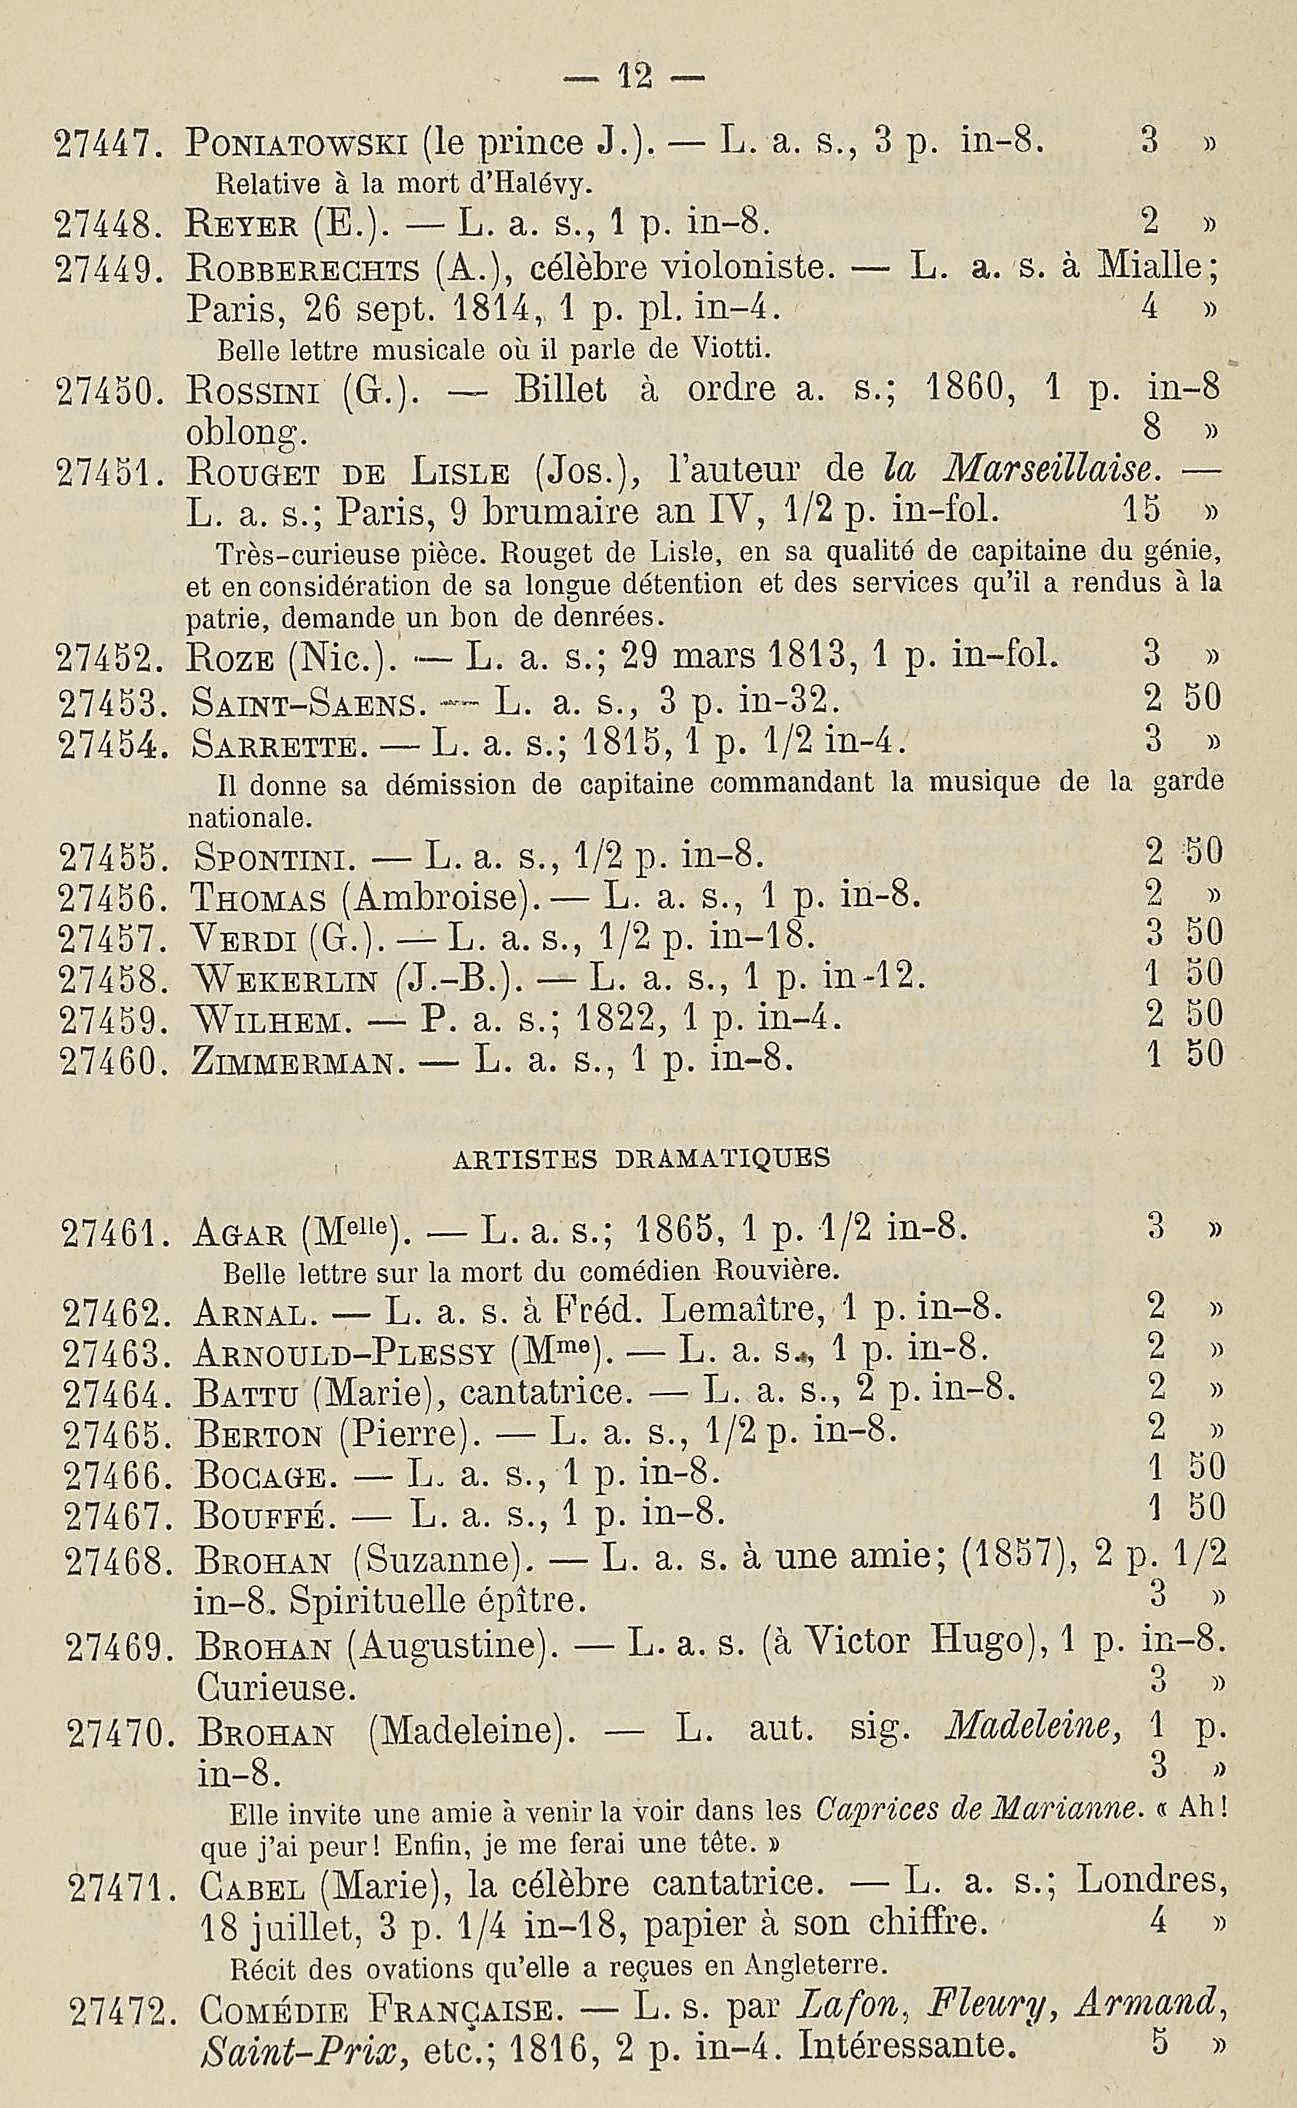 — 12 —
27447. PONIATOWSKI (le prince J.). — L. a. s., 3 p. in-8. 3 »
Relative à la mort d'Halévy.
27448. REYER (E.). — L. a. s., 1 p. in-8. 2 »
27449. ROBBERECHTS (A.), célèbre violoniste. — L. a. s. à Mialle;
Paris, 26 sept. 1814, 1 p. pl. in-4. 4 »
Belle lettre musicale où il parle de Viotti.
27450. ROSSINI (G.). — Billet à ordre a. s.; 1860, 1 p. in-8
oblong. 8 »
27451. ROUGET DE LISLE (Jos.), l'auteur de la Marseillaise. —
L. a. s.; Paris, 9 brumaire an IV, 1/2 p. in-fol. 15 »
Très-curieuse pièce. Rouget de Lisle, en sa qualité de capitaine du génie,
et en considération de sa longue détention et des services qu'il a rendus à la
patrie, demande un bon de denrées.
27452. ROZE (Nic.). — L. a. s.; 29 mars 1813, 1 p. in-fol. 3 »
27453. SAINT-SAENS. — L. a. s., 3 p. in-32. 2 50
27454. SARRETTE. — L. a. s.; 1815, 1 p. 1/2 in-4. 3 »
Il donne sa démission de capitaine commandant la musique de la garde
nationale.
27455. SPONTINI. — L. a. s., 1/2 p. in-8. 2 50
27456. THOMAS (Ambroise). — L. a. s., 1 p. in-8. 2 »
27457. VERDI (G.). — L. a. s., 1/2 p. in-18. 3 50
27458. WEKERLIN (J.-B.). — L. a. s., 1 p. in-12. 1 50
27459. WILHEM. — P. a. s.; 1822, 1 p. in-4. 2 50
27460. ZIMMERMAN. — L. a. s., 1 p. in-8. 1 50
ARTISTES DRAMATIQUES
27461. AGAR (Melle). — L. a. s.; 1865, 1 p. 1/2 in-8. 3 »
Belle lettre sur la mort du comédien Rouvière.
27462. ARNAL. — L. a. s. à Fréd. Lemaître, 1 p. in-8. 2 »
27463. ARNOULD-PLESSY (Mme). — L. a. s., 1 p. in-8. 2 »
27464. BATTU (Marie), cantatrice. — L. a. s., 2 p. in-8. 2 »
27465. BERTON (Pierre). — L. a. s., 1/2 p. in-8. 2 »
27466. BOCAGE. — L. a. s., 1 p. in-8. 1 50
27467. BOUFFÉ. — L. a. s., 1 p. in-8. 1 50
27468. BROHAN (Suzanne). — L. a. s. à une amie; (1857), 2 p. 1/2
in-8. Spirituelle épître. 3 »
27469. BROHAN (Augustine). — L. a. s. (à Victor Hugo), 1 p. in-8.
Curieuse. 3 »
27470. BROHAN (Madeleine). — L. aut. sig. Madeleine, 1 p.
in-8. 3 »
Elle invite une amie à venir la voir dans les Caprices de Marianne. « Ah!
que j'ai peur! Enfin, je me ferai une tête. »
27471. CABEL (Marie), la célèbre cantatrice. — L. a. s.; Londres,
18 juillet, 3 p. 1/4 in-18, papier à son chiffre. 4 »
Récit des ovations qu'elle a reçues en Angleterre.
27472. COMÉDIE FRANÇAISE. — L. s. par Lafon, Fleury, Armand,
Saint-Prix, etc.; 1816, 2 p. in-4. Intéressante. 5 »